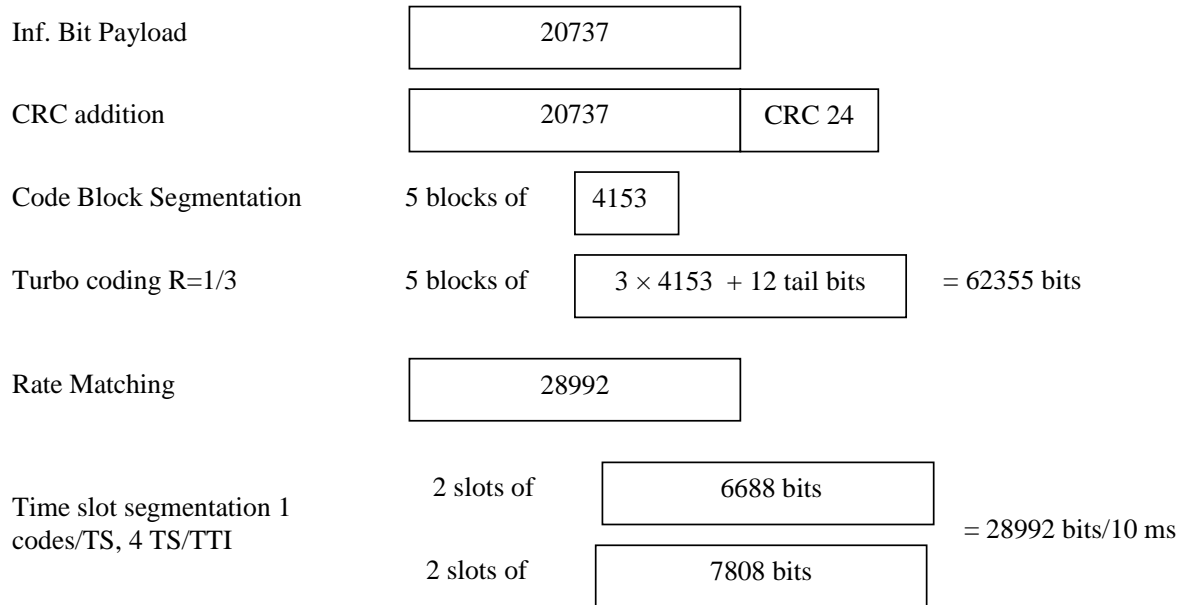 Inf. Bit Payload 20737
CRC addition 20737 CRC 24
Code Block Segmentation 5 blocks of 4153
Turbo coding R=1/3 5 blocks of 3 × 4153 + 12 tail bits = 62355 bits
Rate Matching 28992
2 slots of 6688 bits
Time slot segmentation 1
codes/TS, 4 TS/TTI
= 28992 bits/10 ms
2 slots of 7808 bits